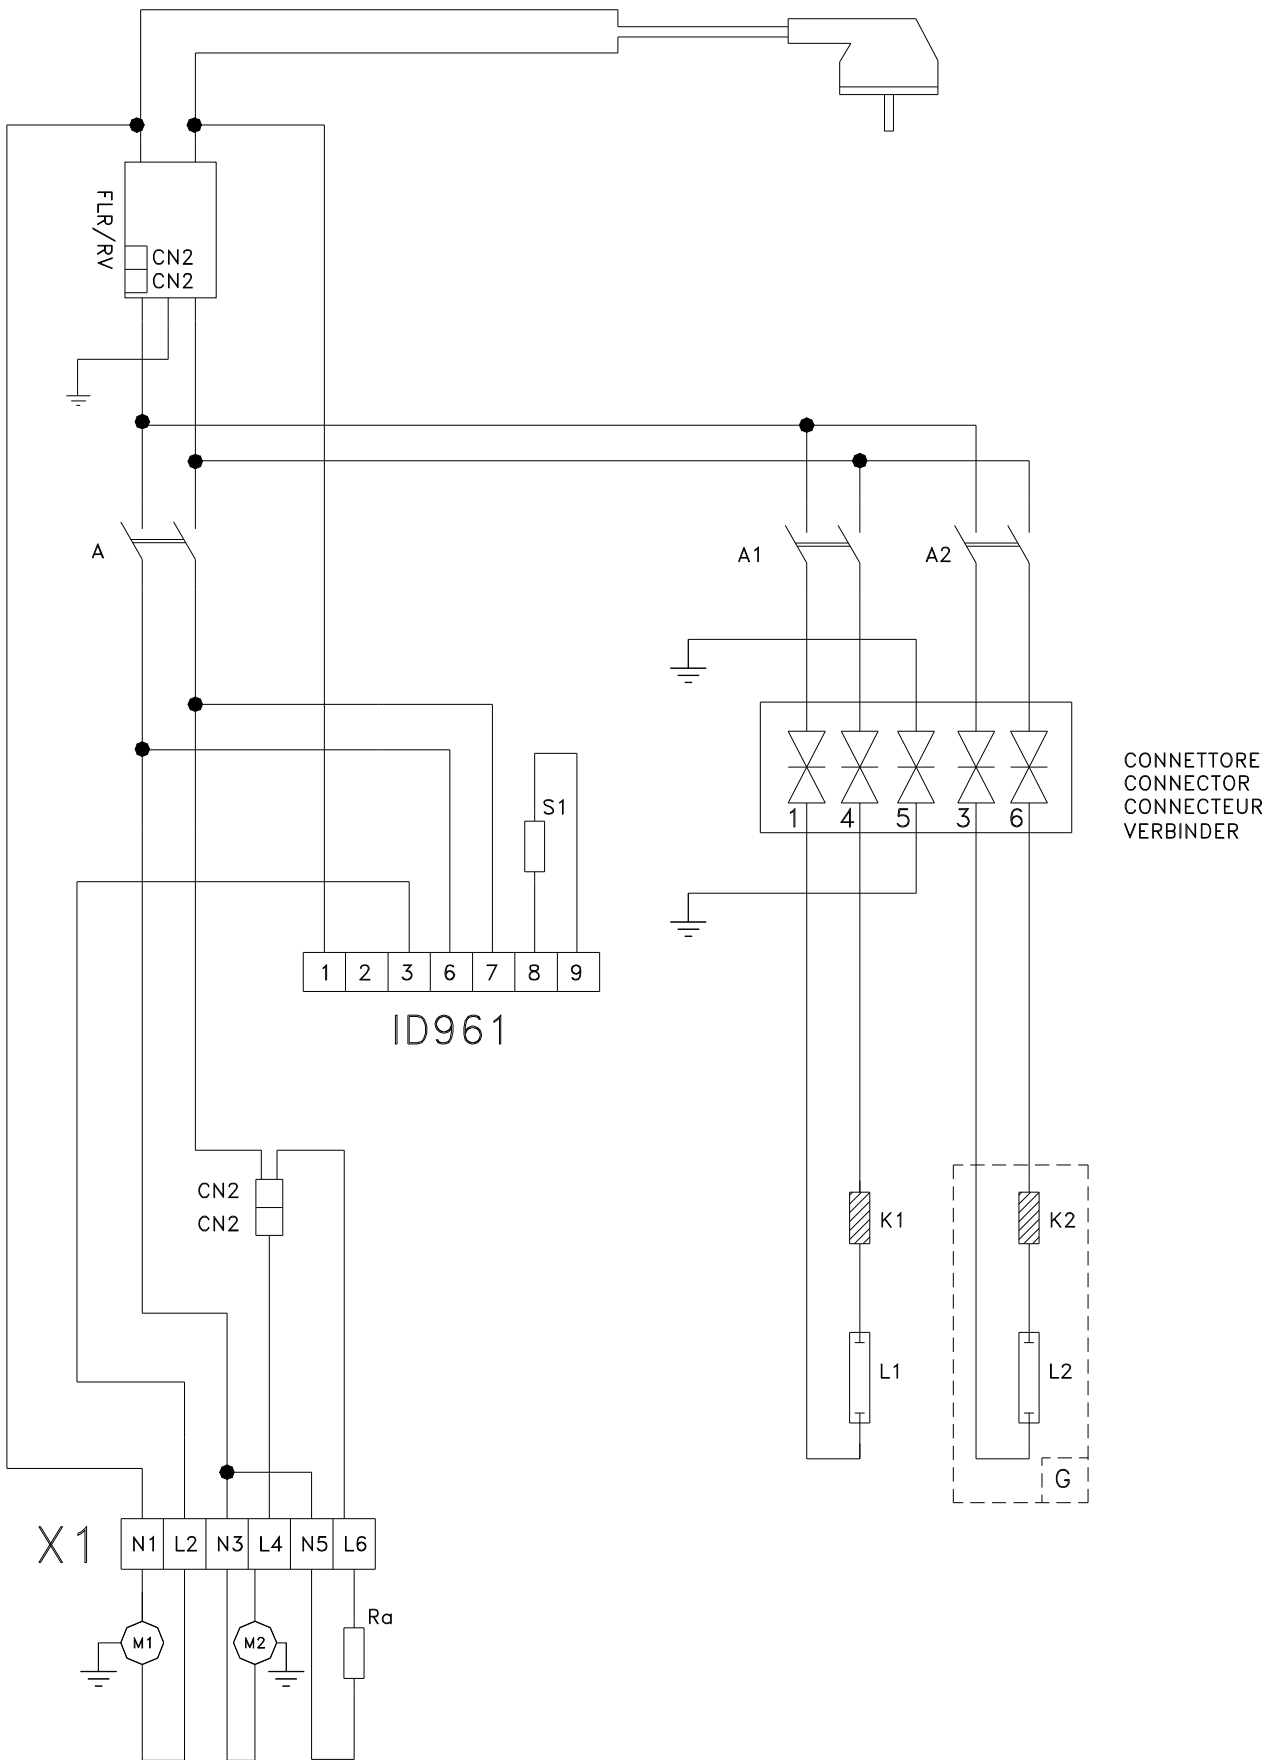 FLR/RV
CN2
CN2
A
A1
A2
CONNETTORE
CONNECTOR
CONNECTEUR
VERBINDER
1 4 5 3 6
S1
1 2 3 6 7 8 9
ID961
CN2
CN2
K1
K2
L1
L2
G
X1
N1 L2 N3 L4 N5 L6
Ra
M1
M2